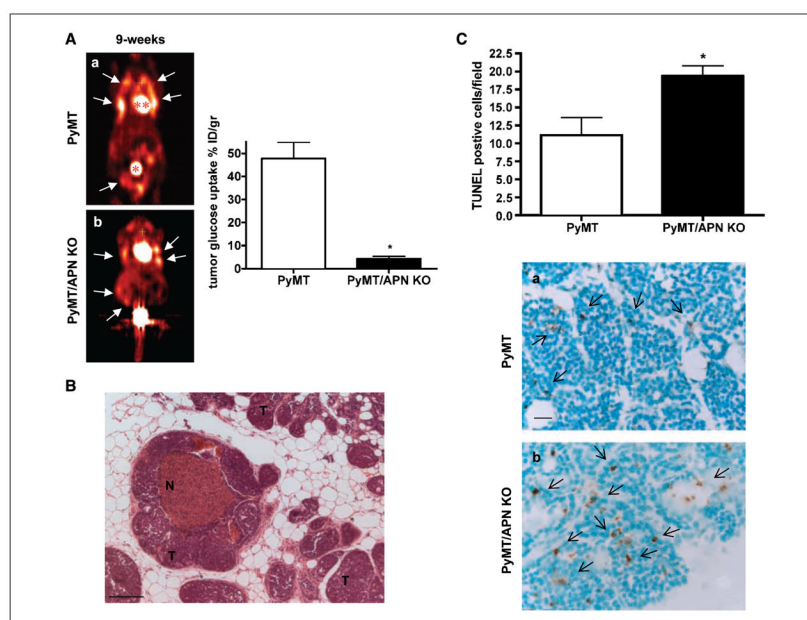 A
9-weeks
a
PyMT
**
*
b
PyMT/APN KO
tumor glucose uptake % ID/gr
50
40
30
20
10
0
*
PyMT
PyMT/APN KO
B
T
N
T
T
C
TUNEL postive cells/field
22.5
20.0
17.5
15.0
12.5
10.0
7.5
5.0
2.5
0.0
*
PyMT
PyMT/APN KO
a
PyMT
b
PyMT/APN KO